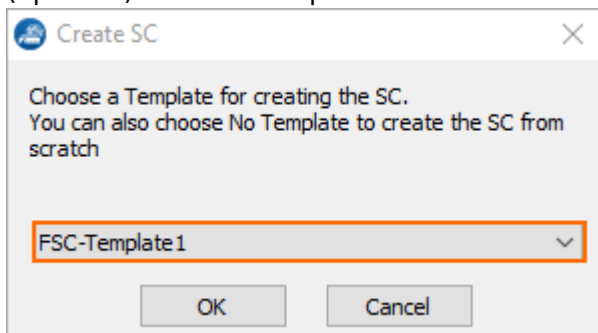 Create SC
Choose a Template for creating the SC.
You can also choose No Template to create the SC from
scratch
FSC-Template1
OK
Cancel